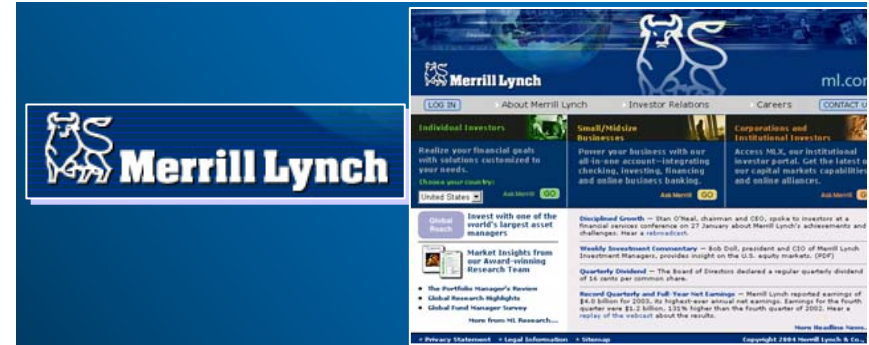 Merrill Lynch
Merrill Lynch
ml.com
LOG IN
About Merrill Lynch
Investor Relations
Careers
CONTACT U
Individual Investors
Realize your financial goals
with solutions customized to
your needs.
Choose your country:
United States
Ask Merrill GO
Small/Midsize
Businesses
Power your business with our
all-in-one account—integrating
checking, investing, financing
and online business banking.
Ask Merrill GO
Corporations and
Institutional Investors
Access MLX, our institutional
investor portal. Get the latest o
our capital markets capabilities
and online alliances.
Ask Merrill G
Global
Reach
Invest with one of the
world's largest asset
managers
Market Insights from
our Award-winning
Research Team
• The Portfolio Manager's Review
• Global Research Highlights
• Global Fund Manager Survey
More from ML Research...
Disciplined Growth — Stan O'Neal, chairman and CEO, spoke to investors at a
financial services conference on 27 January about Merrill Lynch's achievements and
challenges. Hear a rebroadcast.
Weekly Investment Commentary — Bob Doll, president and CIO of Merrill Lynch
Investment Managers, provides insight on the U.S. equity markets. (PDF)
Quarterly Dividend — The Board of Directors declared a regular quarterly dividend
of 16 cents per common share.
Record Quarterly and Full Year Net Earnings — Merrill Lynch reported earnings of
$4.0 billion for 2003, its highest-ever annual net earnings. Earnings for the fourth
quarter were $1.2 billion, 131% higher than the fourth quarter of 2002. Hear a
replay of the webcast about the results.
More Headline News.
Privacy Statement
Legal Information
Sitemap
Copyright 2004 Merrill Lynch & Co.,